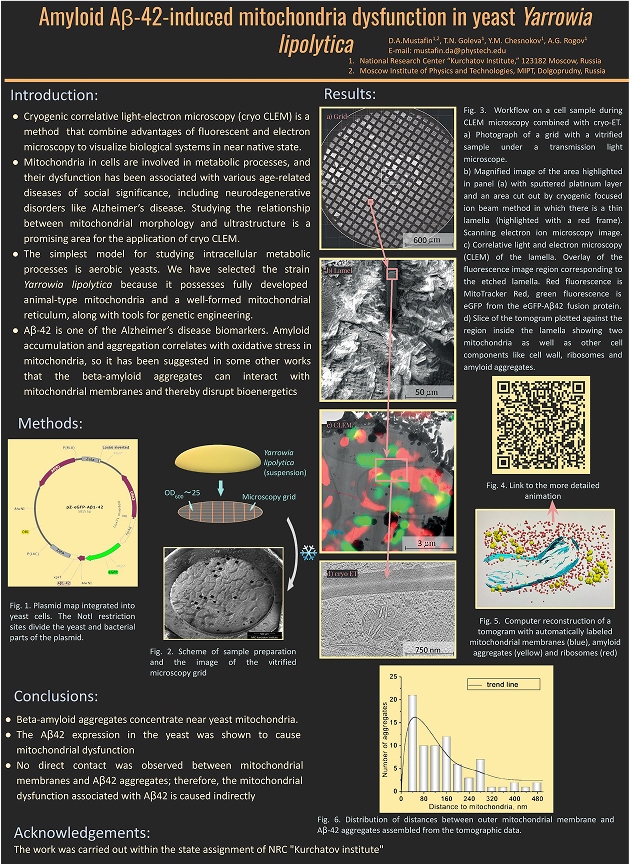 Amyloid Aβ-42-induced mitochondria dysfunction in yeast Yarrowia
lipolytica
D.A.Mustafin¹,², T.N. Goleva¹, Y.M. Chesnokov¹, A.G. Rogov¹
E-mail: mustafin.da@phystech.edu
1. National Research Center “Kurchatov Institute,” 123182 Moscow, Russia
2. Moscow Institute of Physics and Technologies, MIPT, Dolgoprudny, Russia
Introduction:
● Cryogenic correlative light-electron microscopy (cryo CLEM) is a
method that combine advantages of fluorescent and electron
microscopy to visualize biological systems in near native state.
● Mitochondria in cells are involved in metabolic processes, and
their dysfunction has been associated with various age-related
diseases of social significance, including neurodegenerative
disorders like Alzheimer’s disease. Studying the relationship
between mitochondrial morphology and ultrastructure is a
promising area for the application of cryo CLEM.
● The simplest model for studying intracellular metabolic
processes is aerobic yeasts. We have selected the strain
Yarrowia lipolytica because it possesses fully developed
animal-type mitochondria and a well-formed mitochondrial
reticulum, along with tools for genetic engineering.
● Aβ-42 is one of the Alzheimer’s disease biomarkers. Amyloid
accumulation and aggregation correlates with oxidative stress in
mitochondria, so it has been suggested in some other works
that the beta-amyloid aggregates can interact with
mitochondrial membranes and thereby disrupt bioenergetics
Methods:
Links inverted
Zeta
p2-eGFP-Aβ1-42
Zeta
Fig. 1. Plasmid map integrated into
yeast cells. The NotI restriction
sites divide the yeast and bacterial
parts of the plasmid.
Yarrowia
lipolytica
(suspension)
OD600~25
Microscopy grid
Fig. 2. Scheme of sample preparation
and the image of the vitrified
microscopy grid
Conclusions:
● Beta-amyloid aggregates concentrate near yeast mitochondria.
● The Aβ42 expression in the yeast was shown to cause
mitochondrial dysfunction
● No direct contact was observed between mitochondrial
membranes and Aβ42 aggregates; therefore, the mitochondrial
dysfunction associated with Aβ42 is caused indirectly
Acknowledgements:
The work was carried out within the state assignment of NRC "Kurchatov institute"
Results:
a) Grid
600 μm
b) Lamel
50 μm
c) CLEM
3 μm
d) cryo ET
750 nm
Fig. 3. Workflow on a cell sample during
CLEM microscopy combined with cryo-ET.
a) Photograph of a grid with a vitrified
sample under a transmission light
microscope.
b) Magnified image of the area highlighted
in panel (a) with sputtered platinum layer
and an area cut out by cryogenic focused
ion beam method in which there is a thin
lamella (highlighted with a red frame).
Scanning electron ion microscopy image.
c) Correlative light and electron microscopy
(CLEM) of the lamella. Overlay of the
fluorescence image region corresponding to
the etched lamella. Red fluorescence is
MitoTracker Red, green fluorescence is
eGFP from the eGFP-Aβ42 fusion protein.
d) Slice of the tomogram plotted against the
region inside the lamella showing two
mitochondria as well as other cell
components like cell wall, ribosomes and
amyloid aggregates.
Fig. 4. Link to the more detailed
animation
Fig. 5. Computer reconstruction of a
tomogram with automatically labeled
mitochondrial membranes (blue), amyloid
aggregates (yellow) and ribosomes (red)
trend line
Number of aggregates
25
20
15
10
5
0
0 80 160 240 320 400 480
Distance to mitochondria, nm
Fig. 6. Distribution of distances between outer mitochondrial membrane and
Aβ-42 aggregates assembled from the tomographic data.